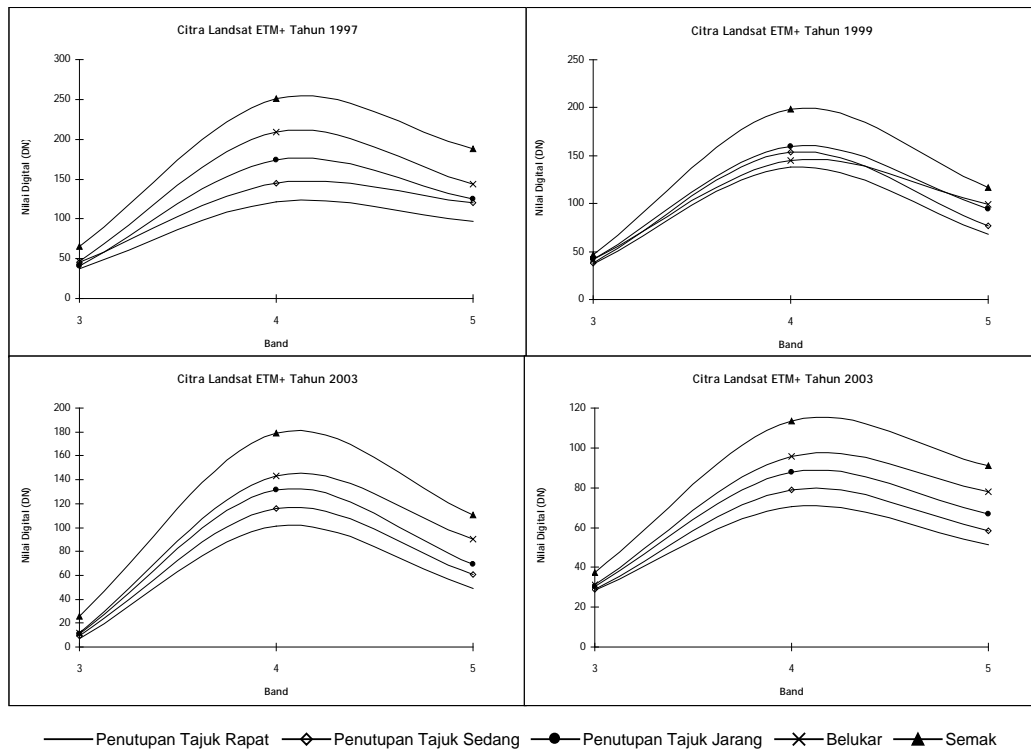 Citra Landsat ETM+ Tahun 1997
Nilai Digital (DN)
300
250
200
150
100
50
0
3 4 5
Band
Citra Landsat ETM+ Tahun 1999
Nilai Digital (DN)
250
200
150
100
50
0
3 4 5
Band
Citra Landsat ETM+ Tahun 2003
Nilai Digital (DN)
200
180
160
140
120
100
80
60
40
20
0
3 4 5
Band
Citra Landsat ETM+ Tahun 2003
Nilai Digital (DN)
120
100
80
60
40
20
0
3 4 5
Band
Penutupan Tajuk Rapat Penutupan Tajuk Sedang Penutupan Tajuk Jarang Belukar Semak